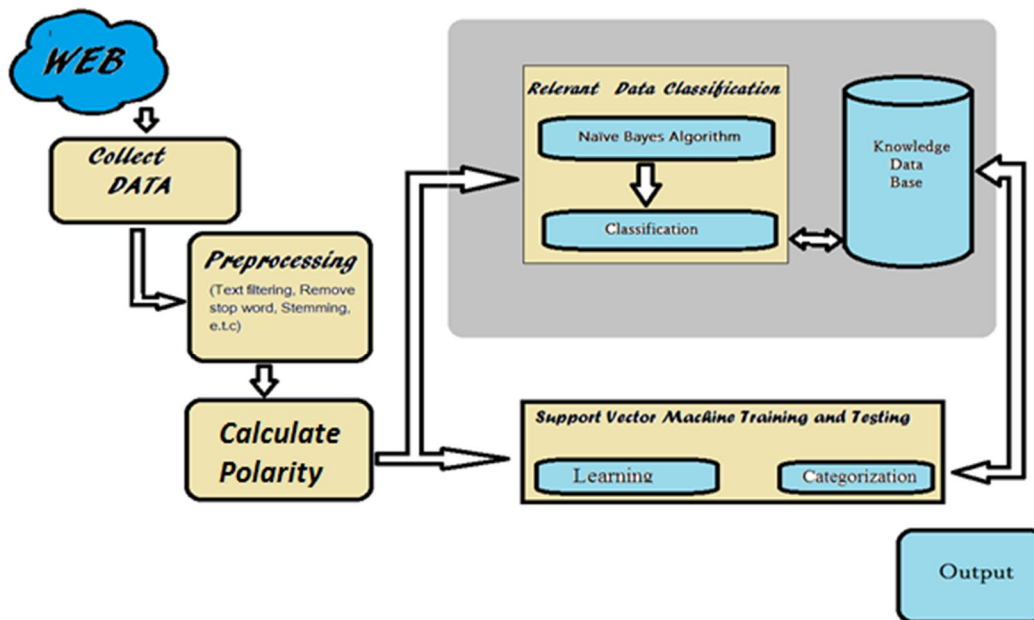 WEB
Collect
DATA
Preprocessing
(Text filtering, Remove
stop word, Stemming,
e.t.c)
Calculate
Polarity
Relevant Data Classification
Naïve Bayes Algorithm
Classification
Knowledge
Data
Base
Support Vector Machine Training and Testing
Learning
Categorization
Output